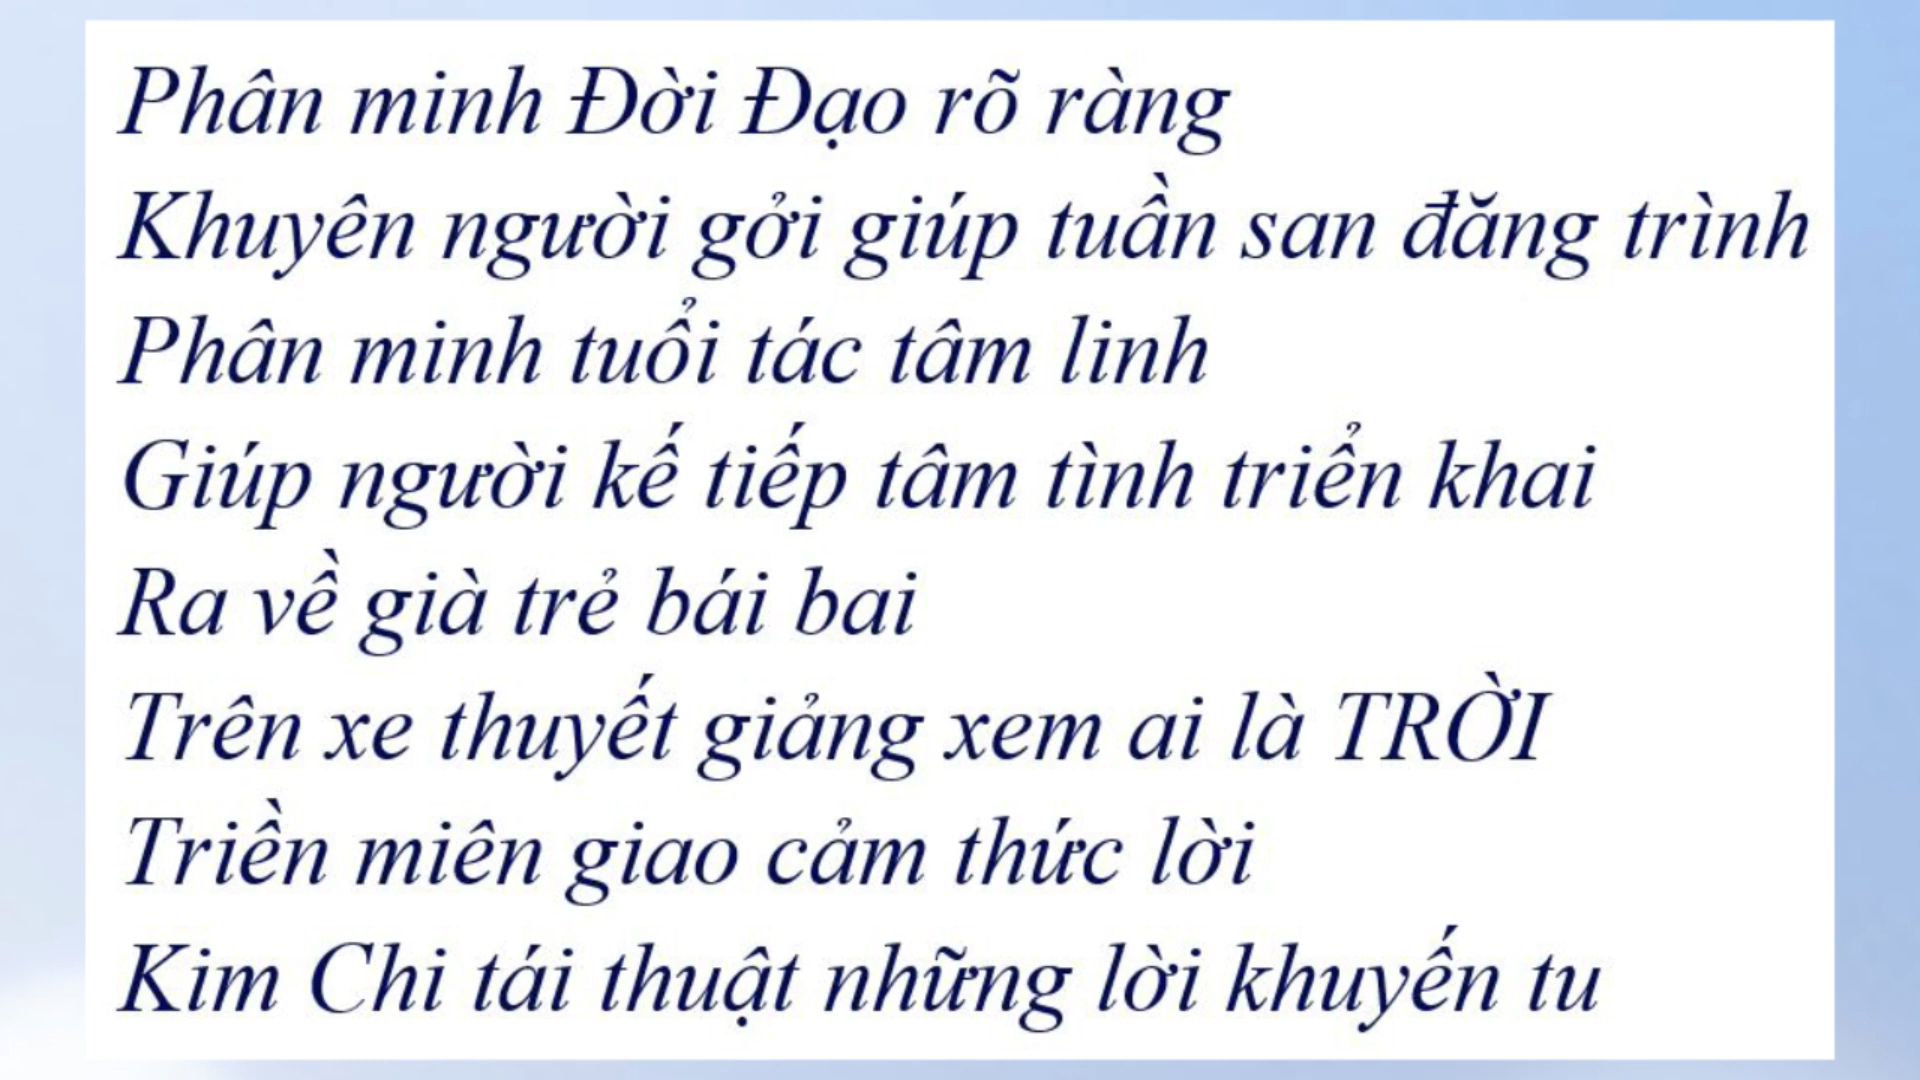 Phân minh Đời Đạo rõ ràng
Khuyên người gởi giúp tuần san đăng trình
Phân minh tuổi tác tâm linh
Giúp người kế tiếp tâm tình triển khai
Ra về già trẻ bái bai
Trên xe thuyết giảng xem ai là TRỜI
Triền miên giao cảm thức lời
Kim Chi tái thuật những lời khuyến tu